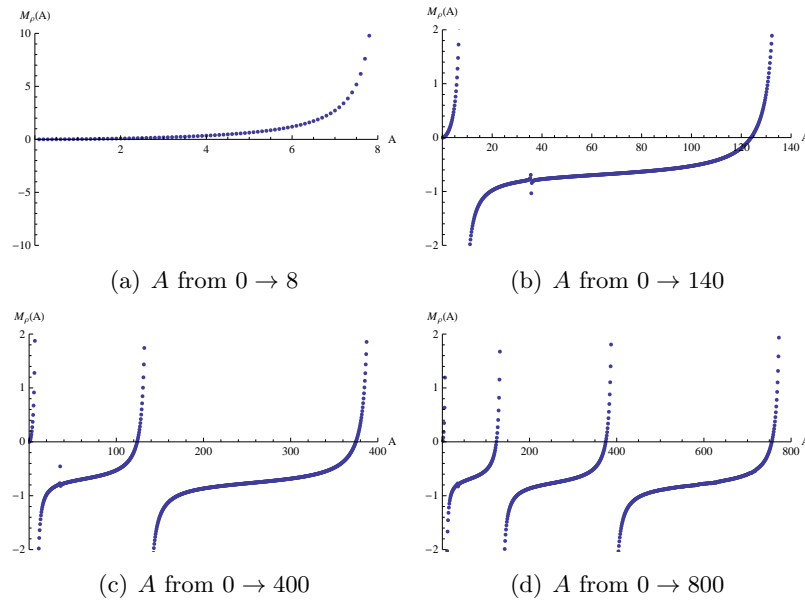 M_ρ(A)
10
5
0
2 4 6 8 A
−5
−10
(a) A from 0 → 8
M_ρ(A)
2
1
0
20 40 60 80 100 120 140 A
−1
−2
(b) A from 0 → 140
M_ρ(A)
2
1
0
100 200 300 400 A
−1
−2
(c) A from 0 → 400
M_ρ(A)
2
1
0
200 400 600 800 A
−1
−2
(d) A from 0 → 800